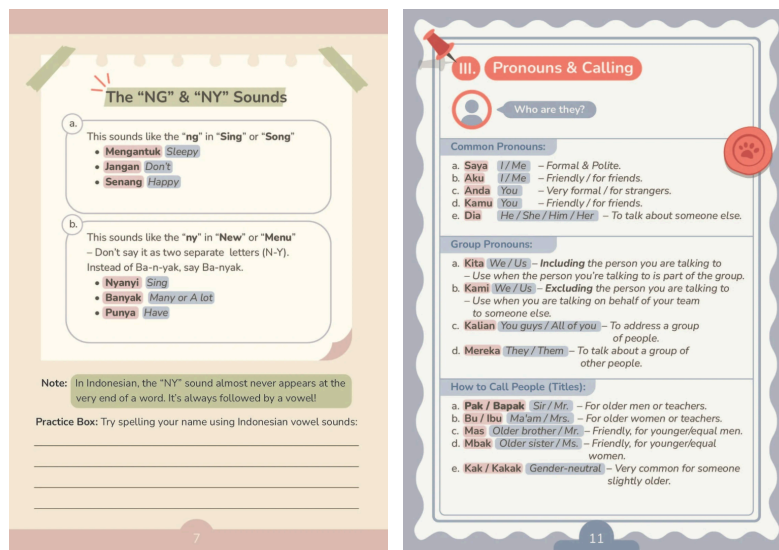 The "NG" & "NY" Sounds
a.
This sounds like the "ng" in "Sing" or "Song"
• Mengantuk Sleepy
• Jangan Don't
• Senang Happy
b.
This sounds like the "ny" in "New" or "Menu"
– Don't say it as two separate letters (N-Y).
Instead of Ba-n-yak, say Ba-nyak.
• Nyanyi Sing
• Banyak Many or A lot
• Punya Have
Note: In Indonesian, the "NY" sound almost never appears at the
very end of a word. It's always followed by a vowel!
Practice Box: Try spelling your name using Indonesian vowel sounds:
7
III. Pronouns & Calling
Who are they?
Common Pronouns:
a. Saya I / Me – Formal & Polite.
b. Aku I / Me – Friendly / for friends.
c. Anda You – Very formal / for strangers.
d. Kamu You – Friendly / for friends.
e. Dia He / She / Him / Her – To talk about someone else.
Group Pronouns:
a. Kita We / Us – Including the person you are talking to
– Use when the person you're talking to is part of the group.
b. Kami We / Us – Excluding the person you are talking to
– Use when you are talking on behalf of your team
to someone else.
c. Kalian You guys / All of you – To address a group
of people.
d. Mereka They / Them – To talk about a group of
other people.
How to Call People (Titles):
a. Pak / Bapak Sir / Mr. – For older men or teachers.
b. Bu / Ibu Ma'am / Mrs. – For older women or teachers.
c. Mas Older brother / Mr. – Friendly, for younger/equal men.
d. Mbak Older sister / Ms. – Friendly, for younger/equal
women.
e. Kak / Kakak Gender-neutral – Very common for someone
slightly older.
11